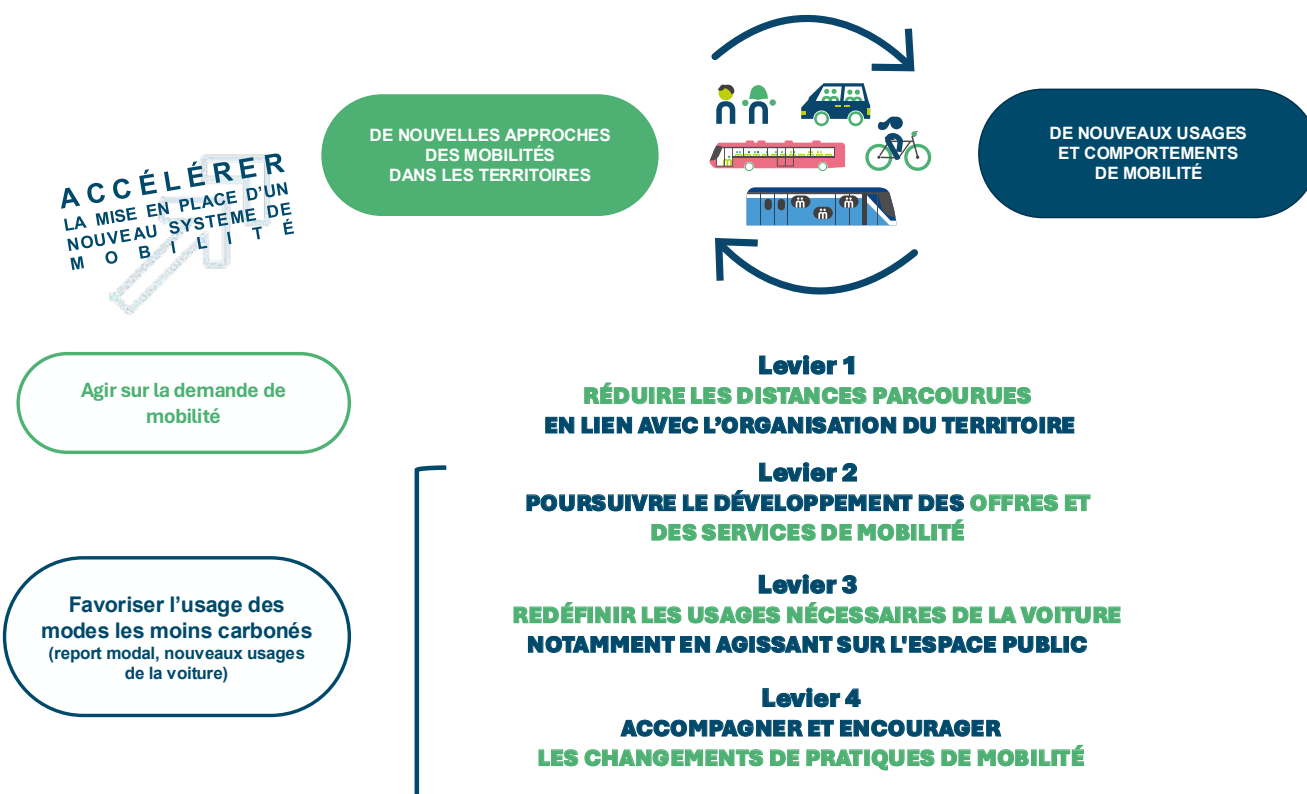 ACCÉLÉRER
LA MISE EN PLACE D'UN
NOUVEAU SYSTEME DE
MOBILITÉ
DE NOUVELLES APPROCHES
DES MOBILITÉS
DANS LES TERRITOIRES
DE NOUVEAUX USAGES
ET COMPORTEMENTS
DE MOBILITÉ
Agir sur la demande de
mobilité
Levier 1
RÉDUIRE LES DISTANCES PARCOURUES
EN LIEN AVEC L’ORGANISATION DU TERRITOIRE
Levier 2
POURSUIVRE LE DÉVELOPPEMENT DES OFFRES ET
DES SERVICES DE MOBILITÉ
Favoriser l’usage des
modes les moins carbonés
(report modal, nouveaux usages
de la voiture)
Levier 3
REDÉFINIR LES USAGES NÉCESSAIRES DE LA VOITURE
NOTAMMENT EN AGISSANT SUR L'ESPACE PUBLIC
Levier 4
ACCOMPAGNER ET ENCOURAGER
LES CHANGEMENTS DE PRATIQUES DE MOBILITÉ